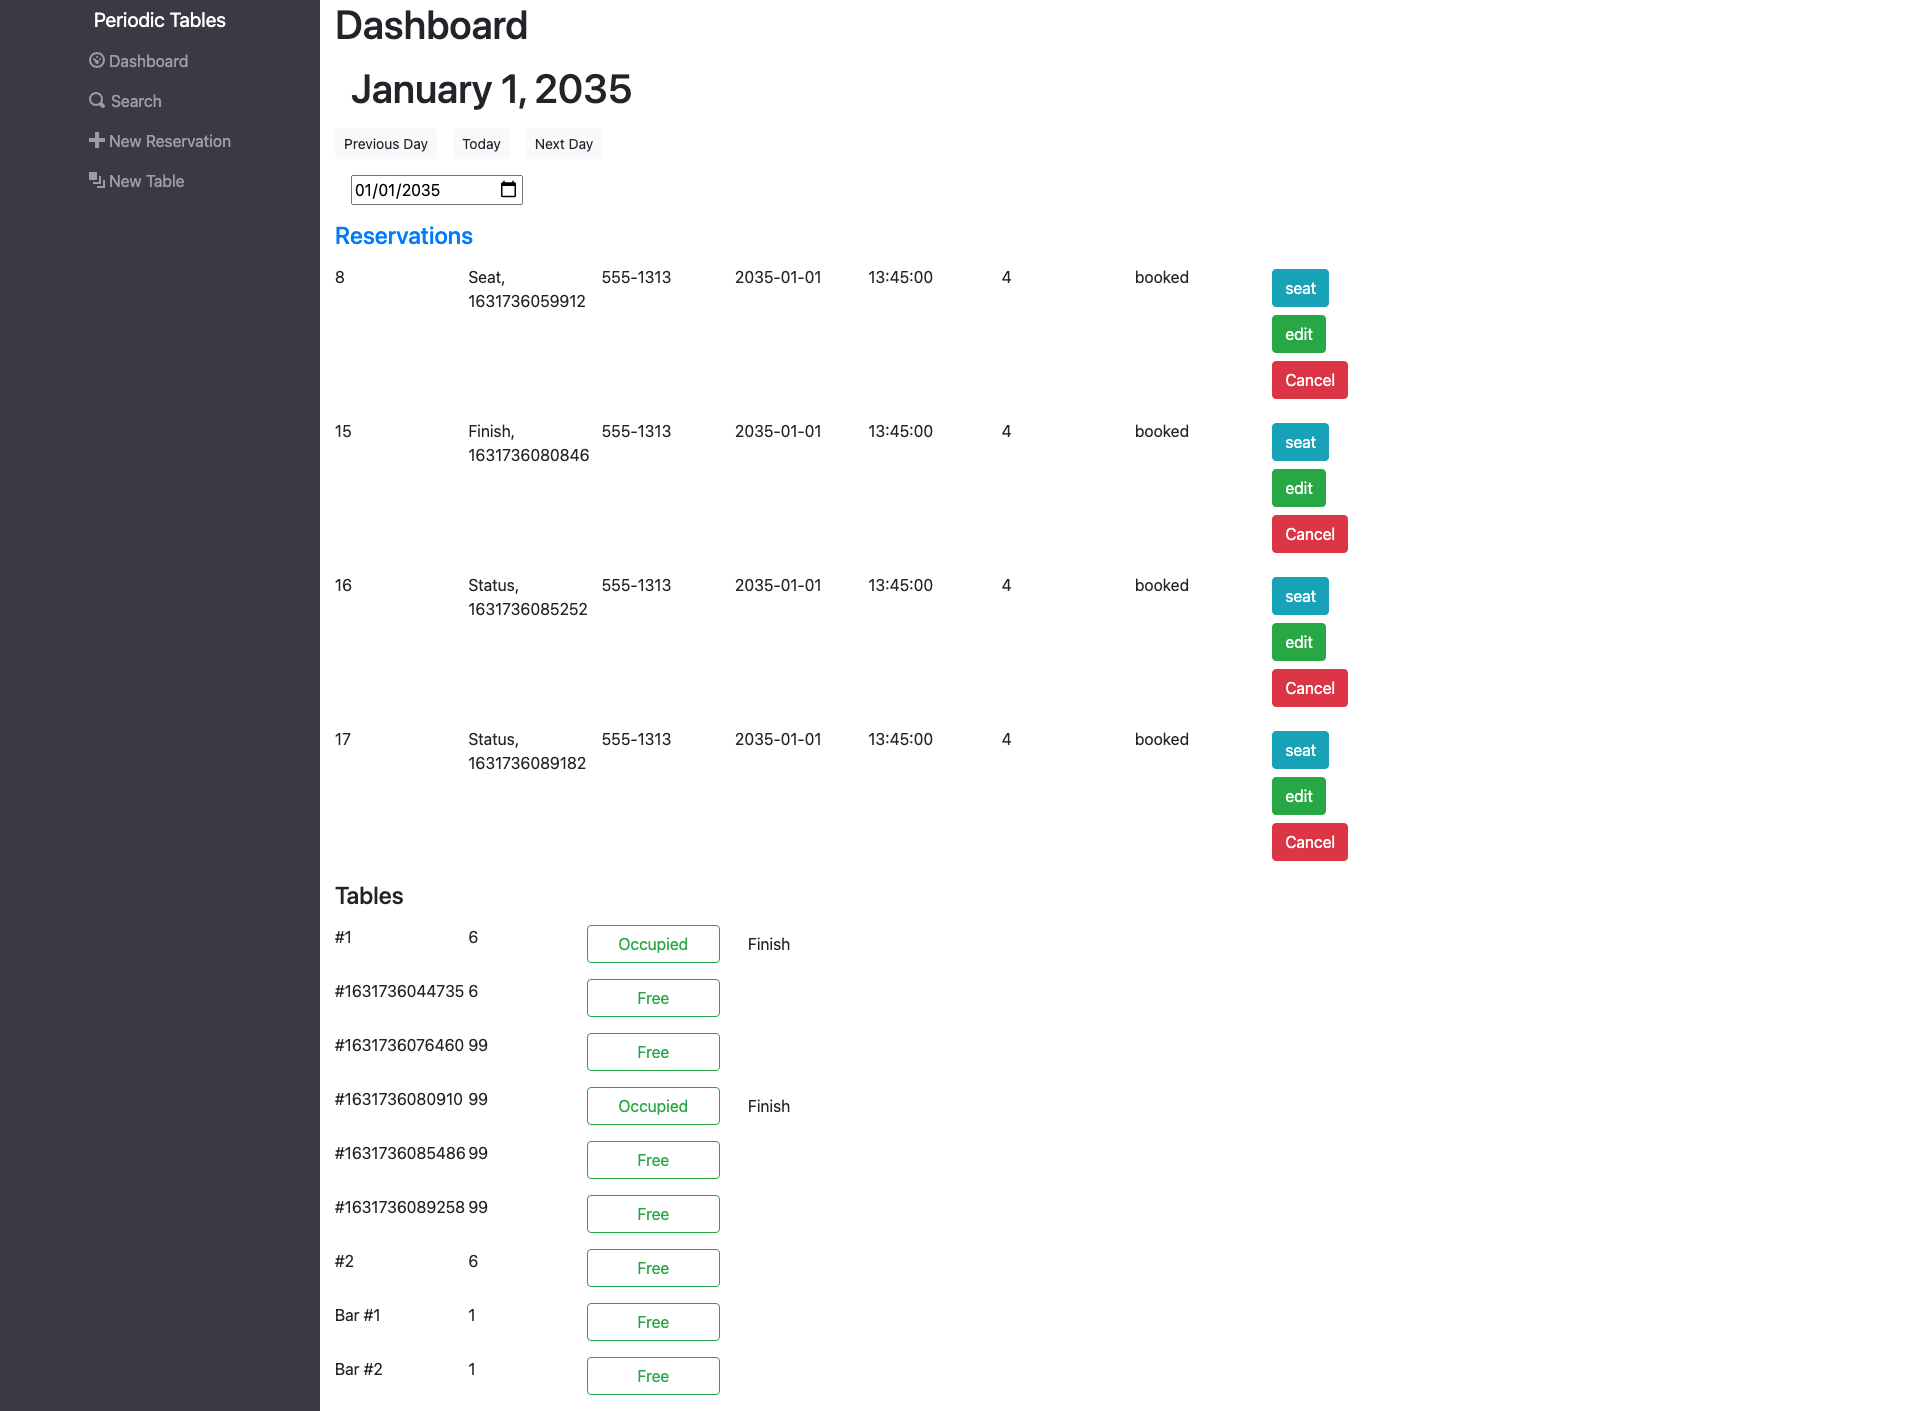 Periodic Tables
Dashboard
Search
New Reservation
New Table
Dashboard
January 1, 2035
Previous Day Today Next Day
01/01/2035
Reservations
8 Seat, 555-1313 2035-01-01 13:45:00 4 booked seat
1631736059912
edit
Cancel
15 Finish, 555-1313 2035-01-01 13:45:00 4 booked seat
1631736080846
edit
Cancel
16 Status, 555-1313 2035-01-01 13:45:00 4 booked seat
1631736085252
edit
Cancel
17 Status, 555-1313 2035-01-01 13:45:00 4 booked seat
1631736089182
edit
Cancel
Tables
#1 6 Occupied Finish
#1631736044735 6 Free
#1631736076460 99 Free
#1631736080910 99 Occupied Finish
#1631736085486 99 Free
#1631736089258 99 Free
#2 6 Free
Bar #1 1 Free
Bar #2 1 Free